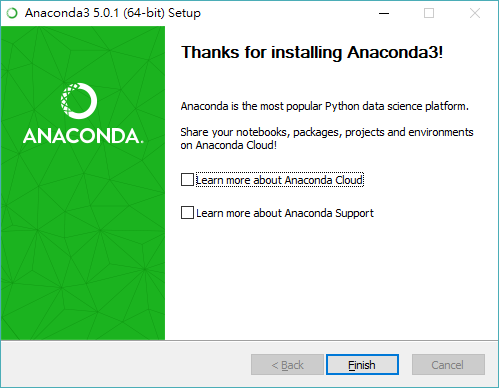 Anaconda3 5.0.1 (64-bit) Setup
Thanks for installing Anaconda3!
ANACONDA.
Anaconda is the most popular Python data science platform.
Share your notebooks, packages, projects and environments
on Anaconda Cloud!
Learn more about Anaconda Cloud
Learn more about Anaconda Support
< Back
Finish
Cancel